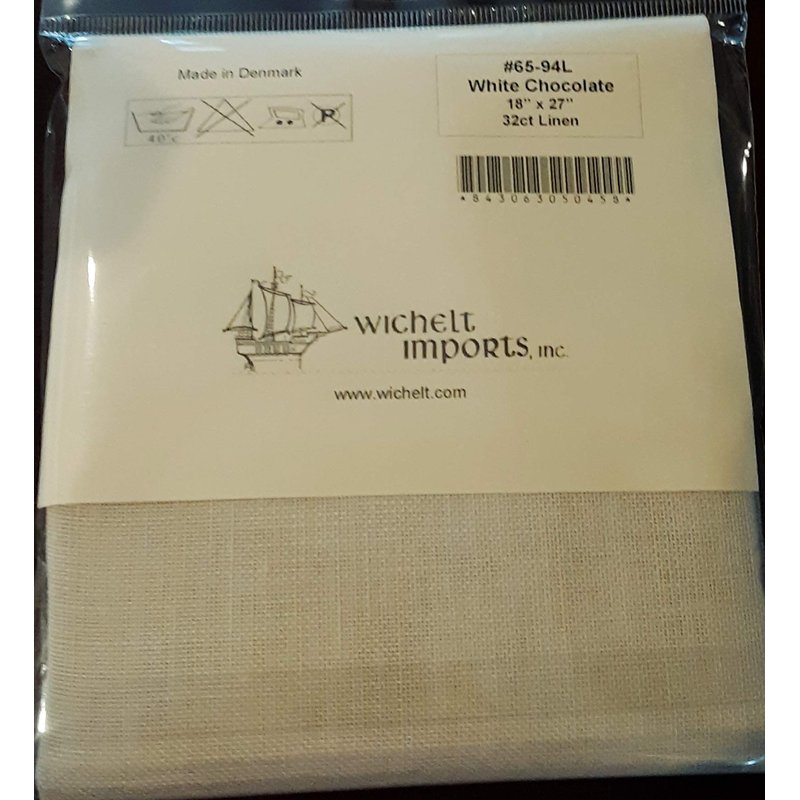 Made in Denmark
40°c
P
#65-94L
White Chocolate
18" x 27"
32ct Linen
*843063050458*
Wichelt
Imports, Inc.
www.wichelt.com